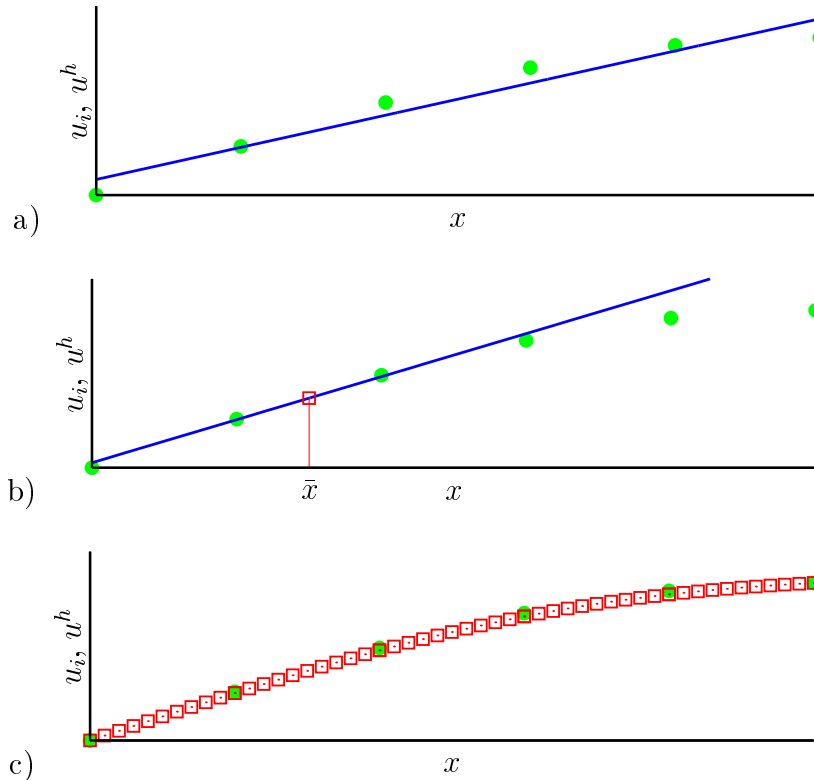 u_i, u^h
a)
x
u_i, u^h
b)
x̄ x
u_i, u^h
c)
x